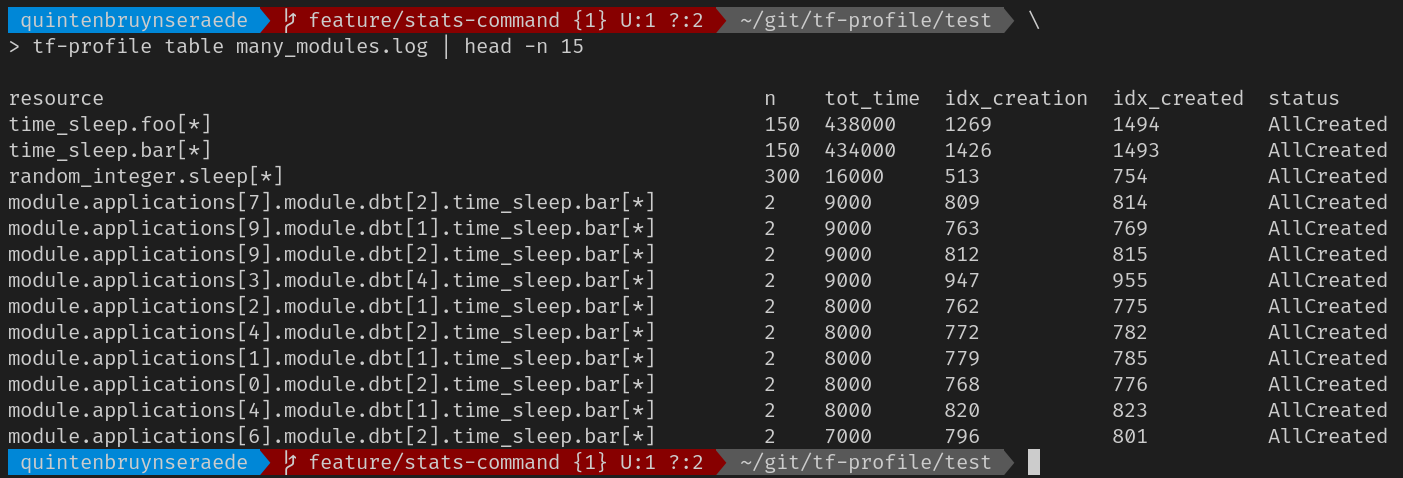 quintenbruynseraede feature/stats-command {1} U:1 ?:2 ~/git/tf-profile/test \
> tf-profile table many_modules.log | head -n 15
resource n tot_time idx_creation idx_created status
time_sleep.foo[*] 150 438000 1269 1494 AllCreated
time_sleep.bar[*] 150 434000 1426 1493 AllCreated
random_integer.sleep[*] 300 16000 513 754 AllCreated
module.applications[7].module.dbt[2].time_sleep.bar[*] 2 9000 809 814 AllCreated
module.applications[9].module.dbt[1].time_sleep.bar[*] 2 9000 763 769 AllCreated
module.applications[9].module.dbt[2].time_sleep.bar[*] 2 9000 812 815 AllCreated
module.applications[3].module.dbt[4].time_sleep.bar[*] 2 9000 947 955 AllCreated
module.applications[2].module.dbt[1].time_sleep.bar[*] 2 8000 762 775 AllCreated
module.applications[4].module.dbt[2].time_sleep.bar[*] 2 8000 772 782 AllCreated
module.applications[1].module.dbt[1].time_sleep.bar[*] 2 8000 779 785 AllCreated
module.applications[0].module.dbt[2].time_sleep.bar[*] 2 8000 768 776 AllCreated
module.applications[4].module.dbt[1].time_sleep.bar[*] 2 8000 820 823 AllCreated
module.applications[6].module.dbt[2].time_sleep.bar[*] 2 7000 796 801 AllCreated
quintenbruynseraede feature/stats-command {1} U:1 ?:2 ~/git/tf-profile/test